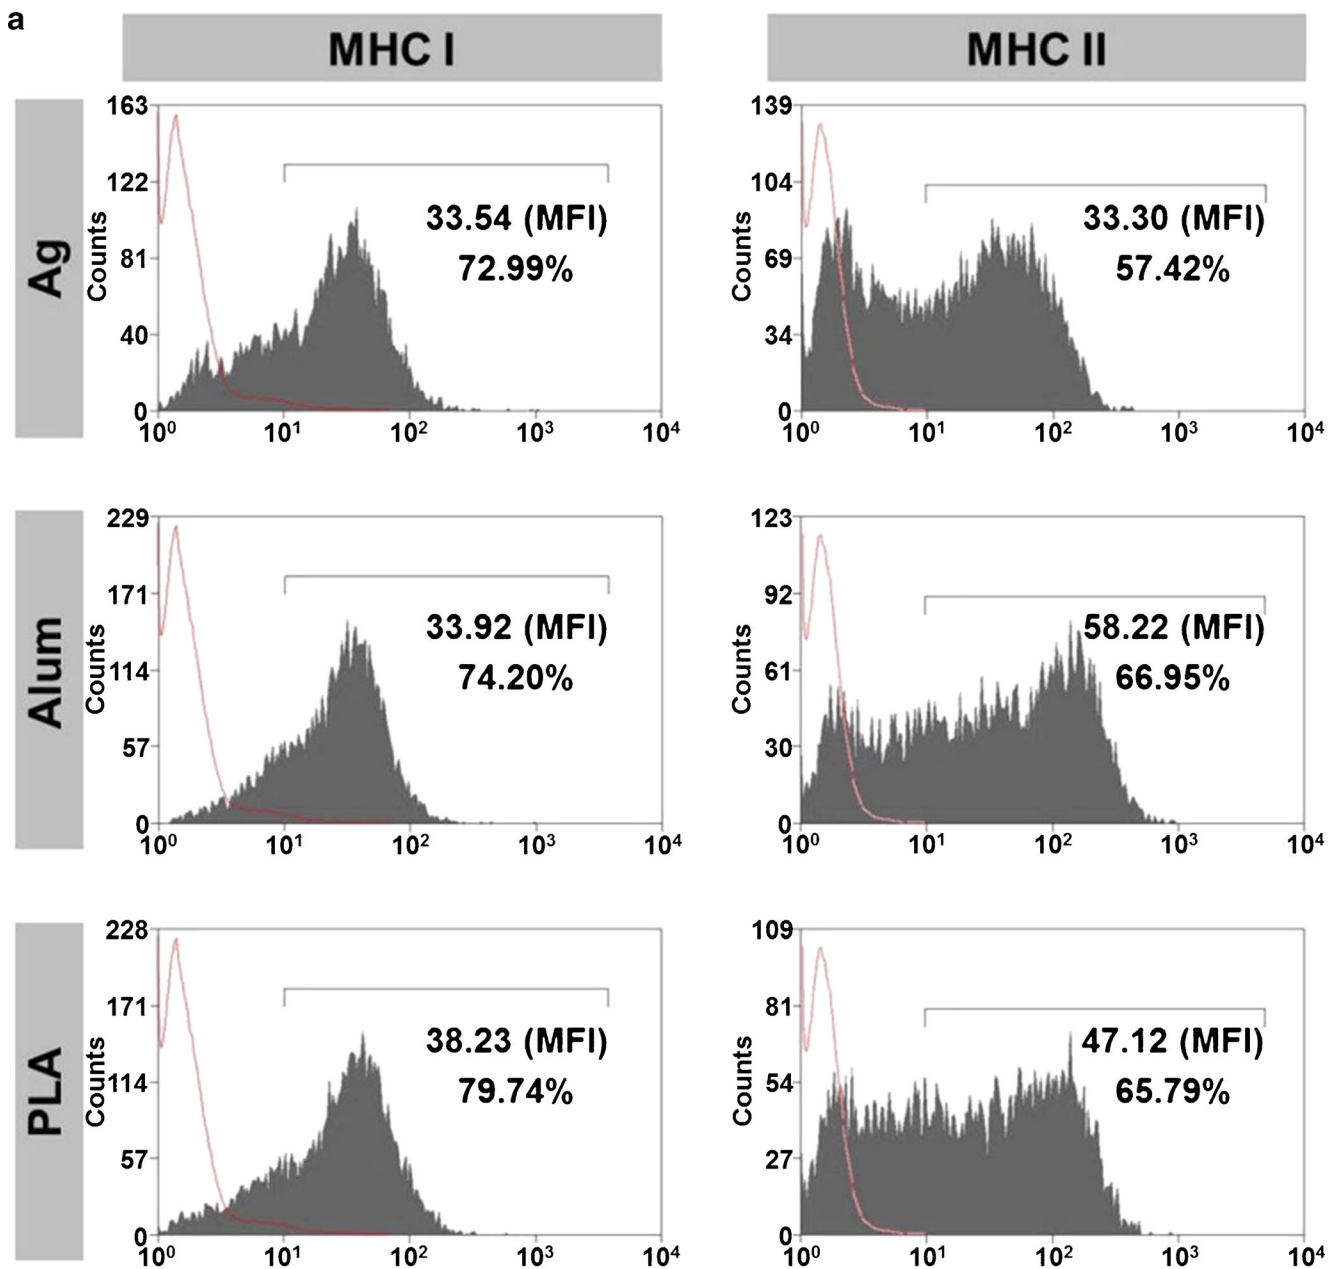 a
MHC I
MHC II
Ag
Counts
163
122
81
40
0
33.54 (MFI)
72.99%
10⁰ 10¹ 10² 10³ 10⁴
Counts
139
104
69
34
0
33.30 (MFI)
57.42%
10⁰ 10¹ 10² 10³ 10⁴
Alum
Counts
229
171
114
57
0
33.92 (MFI)
74.20%
10⁰ 10¹ 10² 10³ 10⁴
Counts
123
92
61
30
0
58.22 (MFI)
66.95%
10⁰ 10¹ 10² 10³ 10⁴
PLA
Counts
228
171
114
57
0
38.23 (MFI)
79.74%
10⁰ 10¹ 10² 10³ 10⁴
Counts
109
81
54
27
0
47.12 (MFI)
65.79%
10⁰ 10¹ 10² 10³ 10⁴